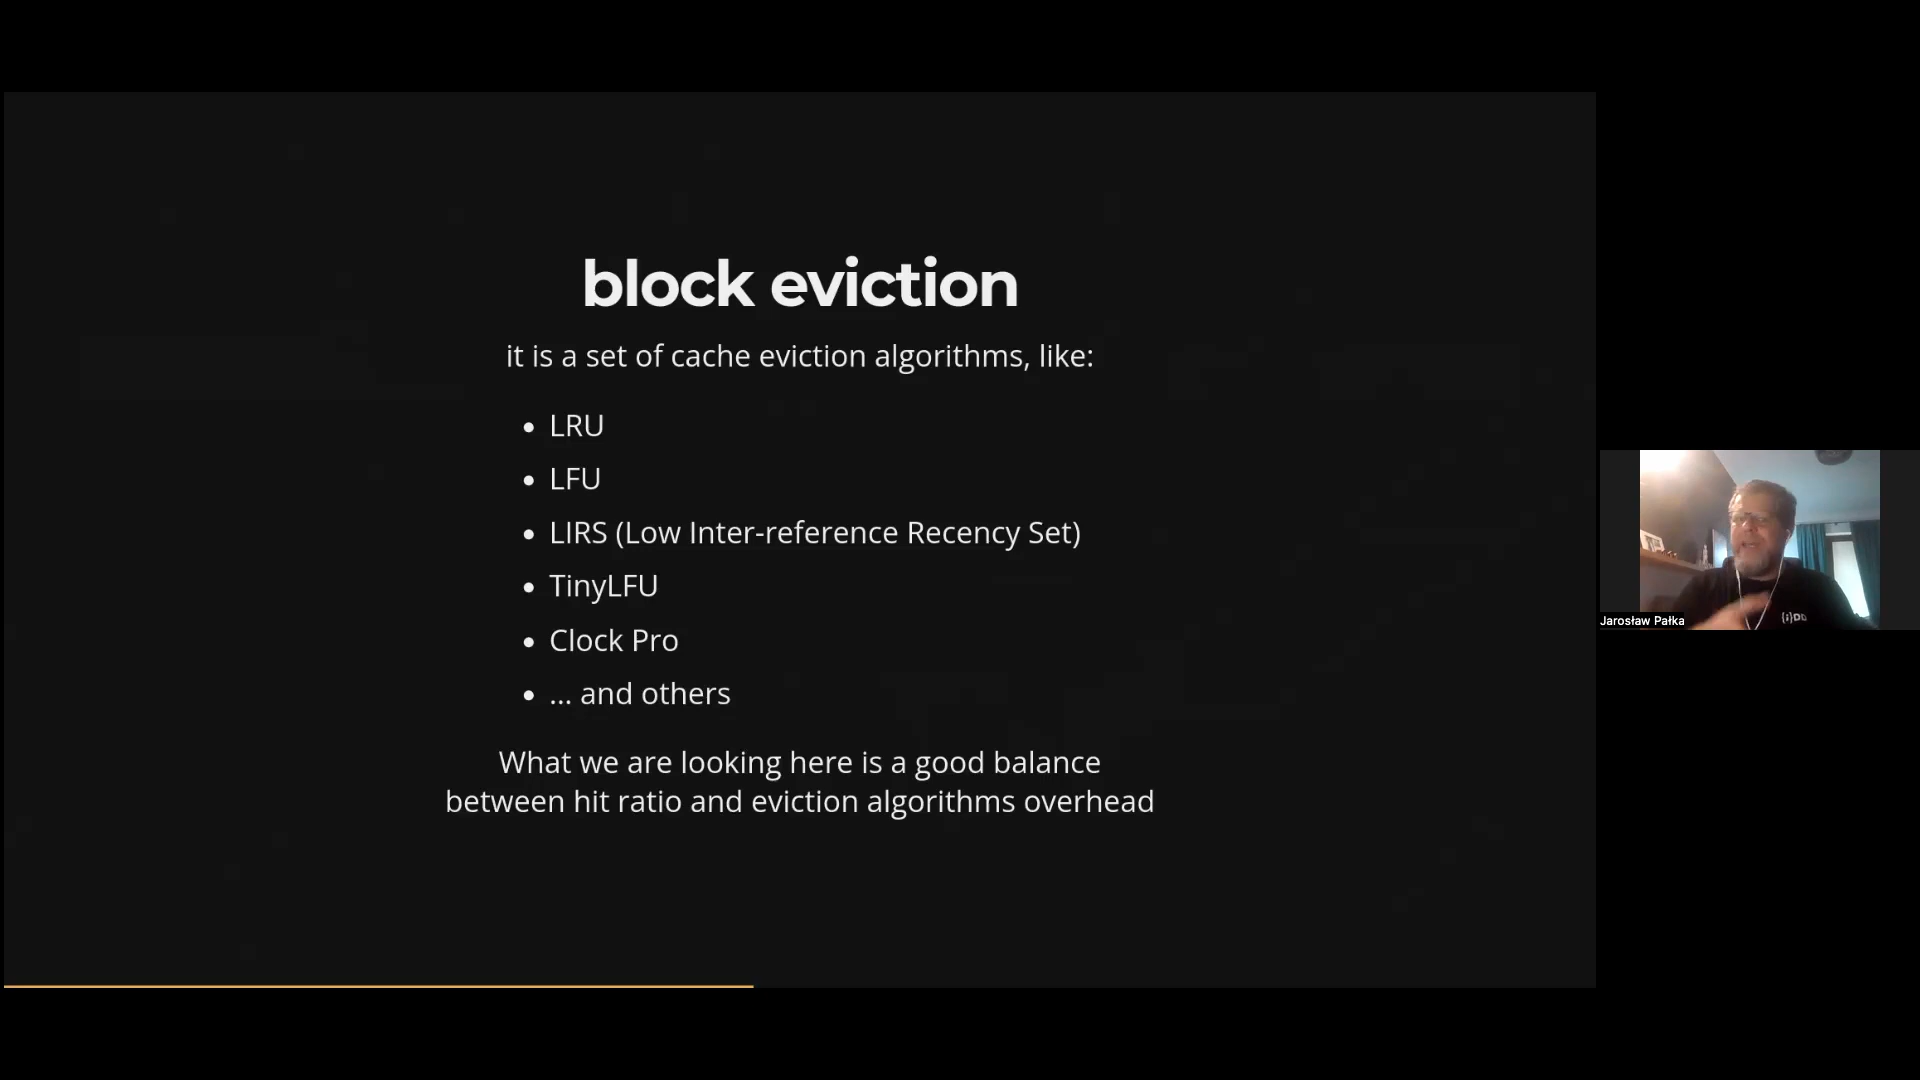 block eviction
it is a set of cache eviction algorithms, like:
• LRU
• LFU
• LIRS (Low Inter-reference Recency Set)
• TinyLFU
• Clock Pro
• ... and others
What we are looking here is a good balance
between hit ratio and eviction algorithms overhead
Jarosław Pałka